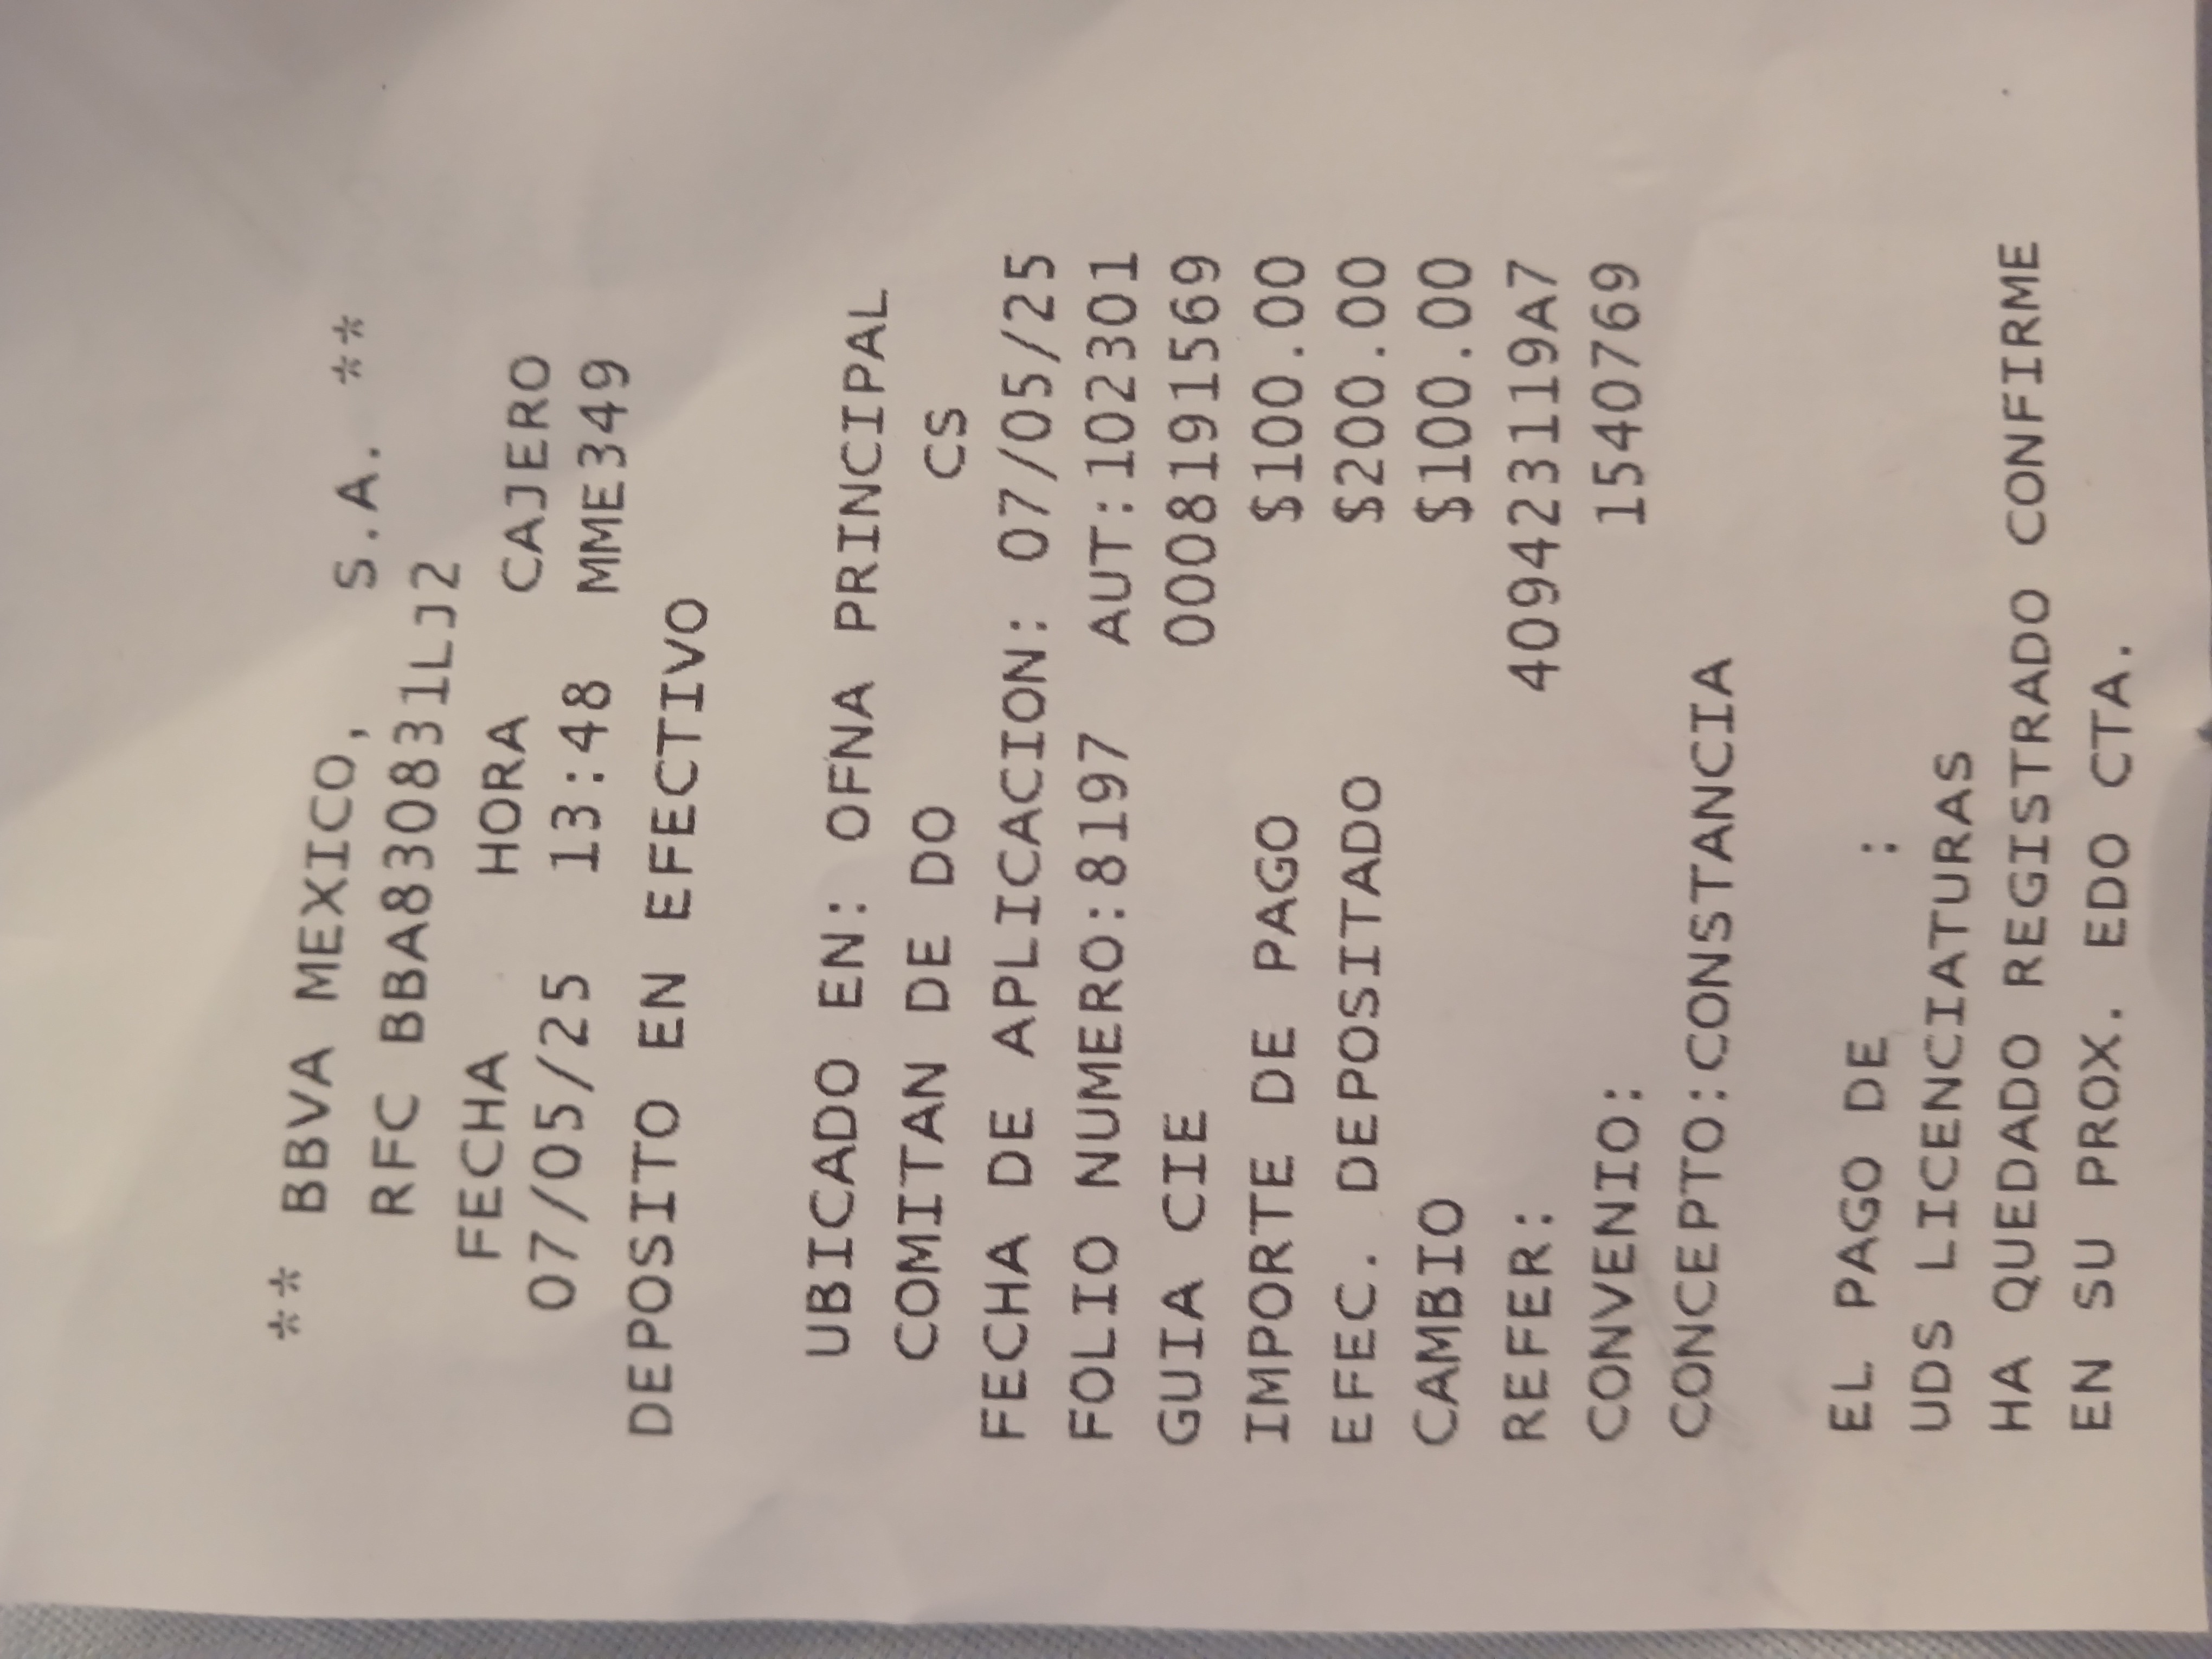 ** BBVA MEXICO, S.A. **
RFC BBA830831LJ2
FECHA HORA CAJERO
07/05/25 13:48 MME349
DEPOSITO EN EFECTIVO
UBICADO EN: OFNA PRINCIPAL
COMITAN DE DO CS
FECHA DE APLICACION: 07/05/25
FOLIO NUMERO:8197 AUT:102301
GUIA CIE 0008191569
IMPORTE DE PAGO $100.00
EFEC. DEPOSITADO $200.00
CAMBIO $100.00
REFER: 409423119A7
CONVENIO: 1540769
CONCEPTO:CONSTANCIA
EL PAGO DE :
UDS LICENCIATURAS
HA QUEDADO REGISTRADO CONFIRME
EN SU PROX. EDO CTA.